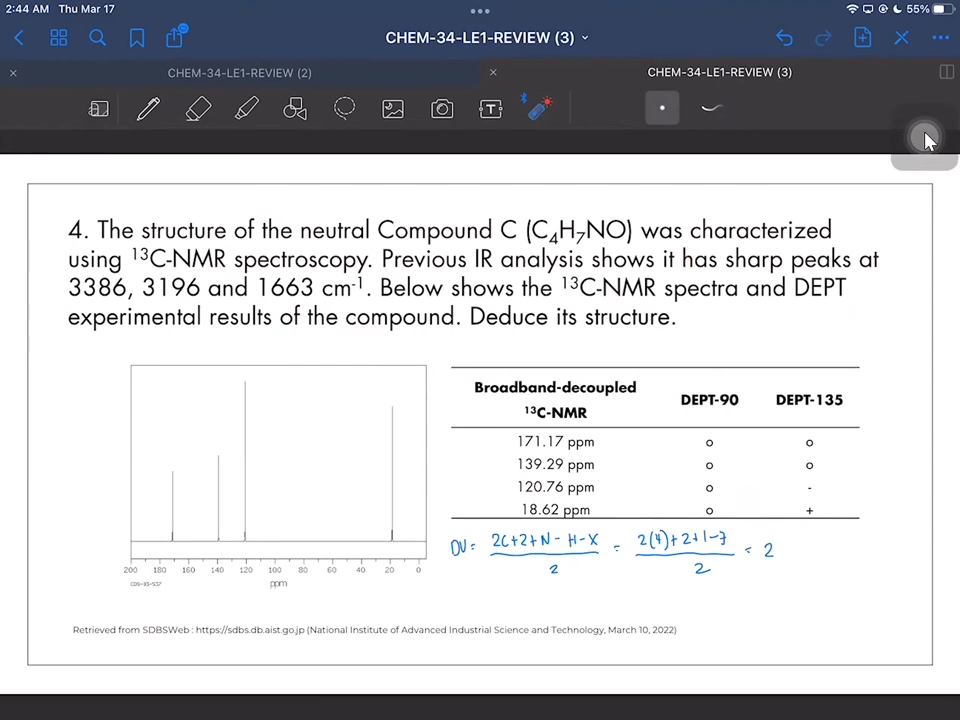 2:44 AM Thu Mar 17
55%
CHEM-34-LE1-REVIEW (3)
CHEM-34-LE1-REVIEW (2)
CHEM-34-LE1-REVIEW (3)
4. The structure of the neutral Compound C (C₄H₇NO) was characterized
using ¹³C-NMR spectroscopy. Previous IR analysis shows it has sharp peaks at
3386, 3196 and 1663 cm⁻¹. Below shows the ¹³C-NMR spectra and DEPT
experimental results of the compound. Deduce its structure.
Broadband-decoupled
¹³C-NMR
DEPT-90
DEPT-135
171.17 ppm o o
139.29 ppm o o
120.76 ppm o -
18.62 ppm o +
DU = 2C+2+N-H-X / 2 = 2(4)+2+1-7 / 2 = 2
200 180 160 140 120 100 80 60 40 20 0
ppm
Retrieved from SDBSWeb : https://sdbs.db.aist.go.jp (National Institute of Advanced Industrial Science and Technology, March 10, 2022)